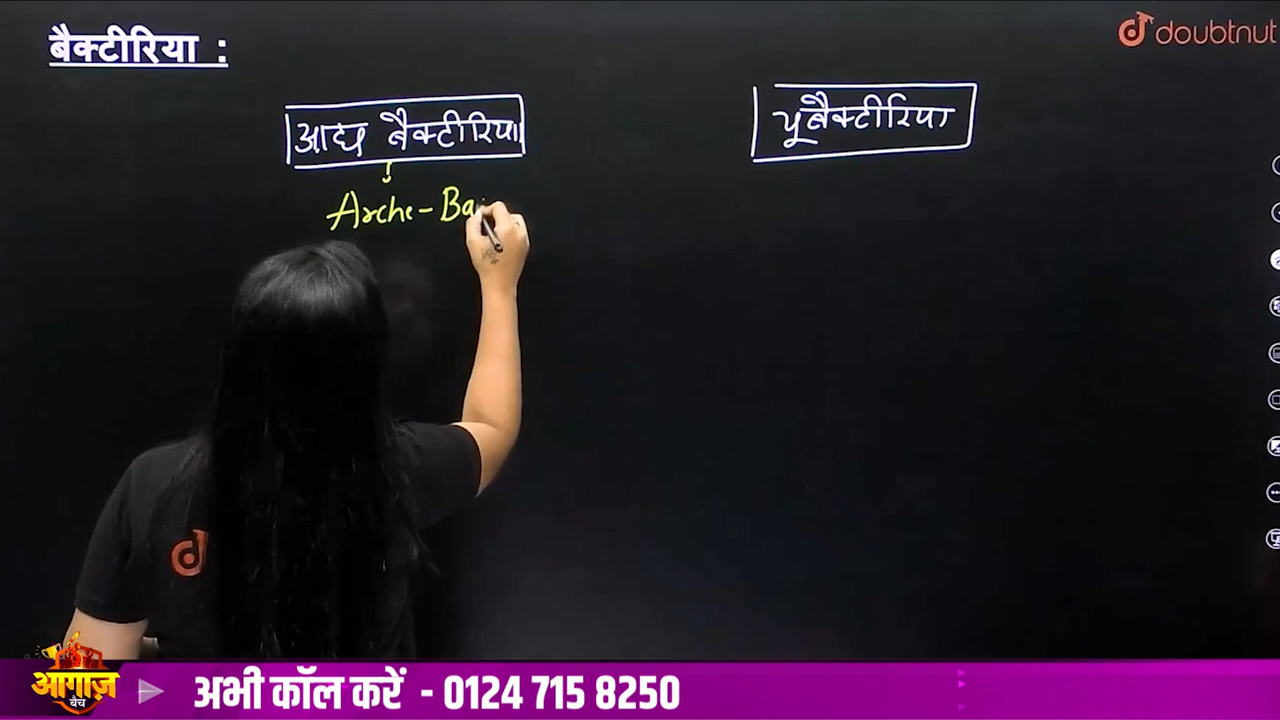 बैक्टीरिया :
doubtnut
आद्य बैक्टीरिया
यूबैक्टीरिया
Arche-Ba
आगाज़
बैच
अभी कॉल करें - 0124 715 8250